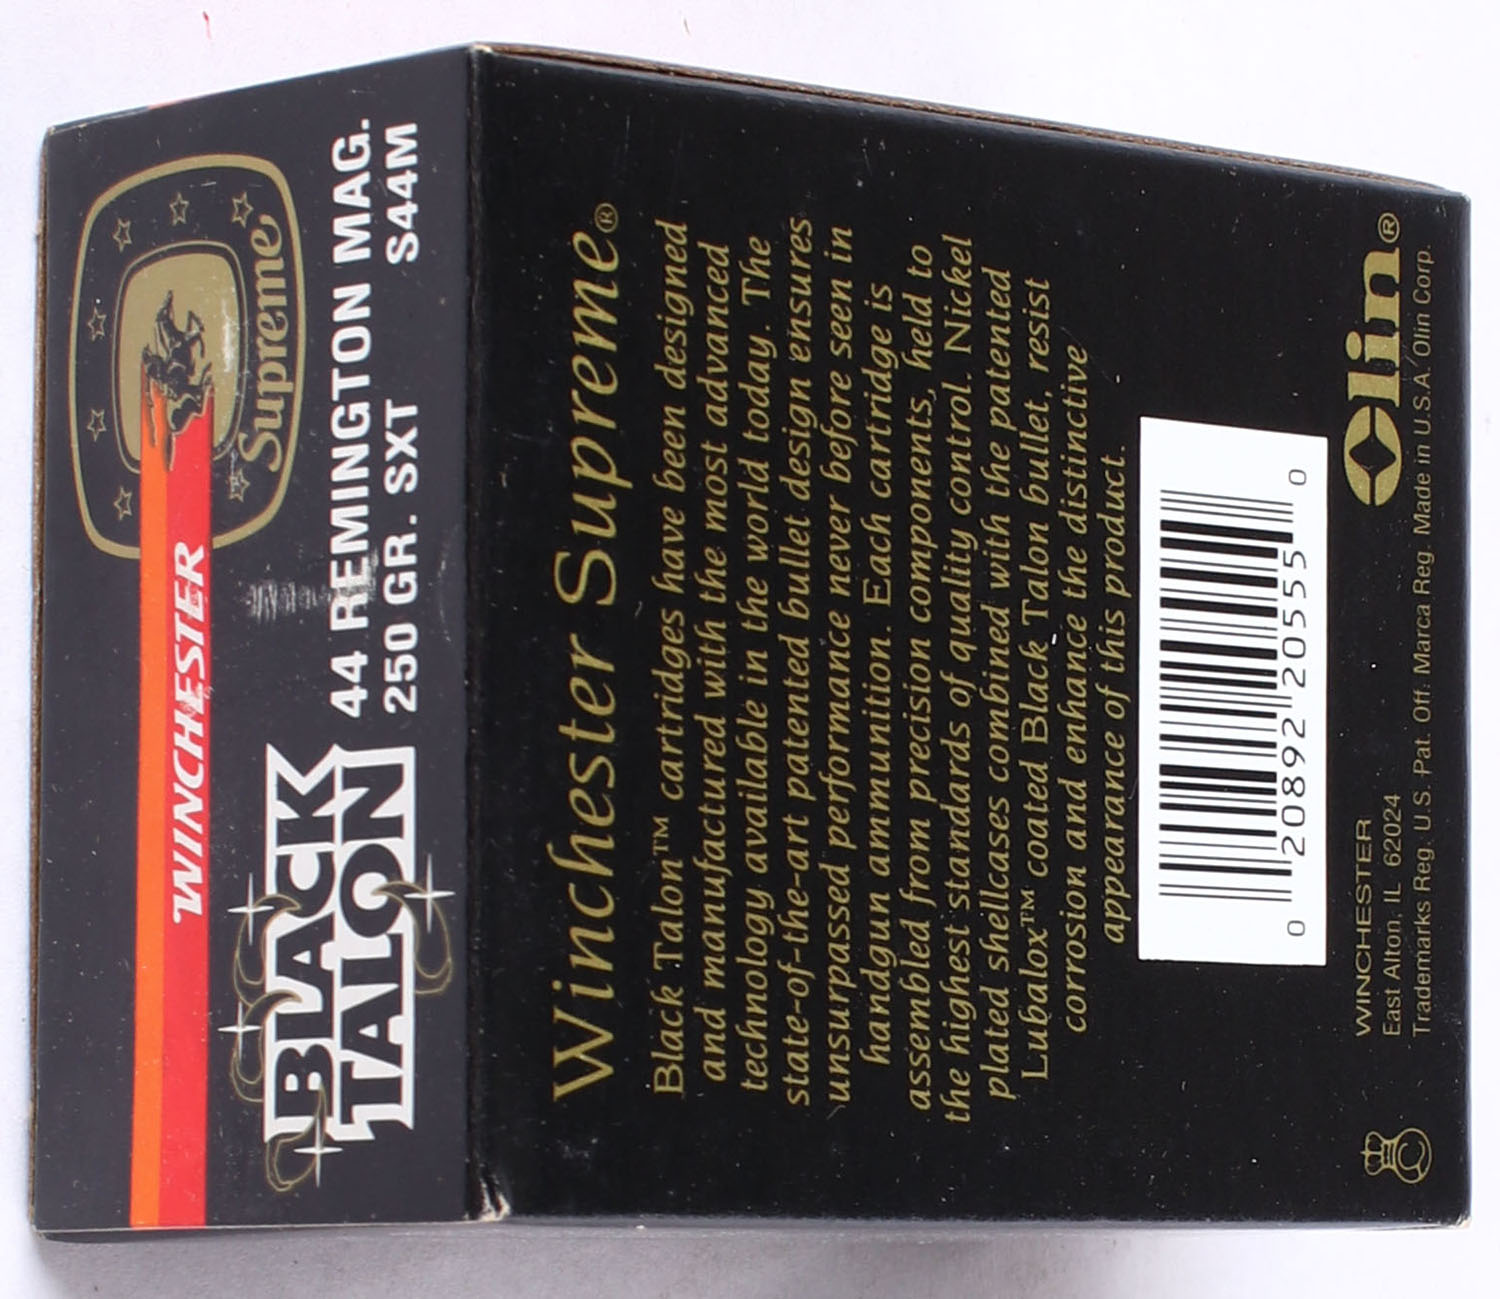 WINCHESTER
Supreme
BLACK
TALON
44 REMINGTON MAG.
250 GR. SXT S44M
Winchester Supreme®
Black Talon™ cartridges have been designed
and manufactured with the most advanced
technology available in the world today. The
state-of-the-art patented bullet design ensures
unsurpassed performance never before seen in
handgun ammunition. Each cartridge is
assembled from precision components, held to
the highest standards of quality control. Nickel
plated shellcases combined with the patented
Lubalox™ coated Black Talon bullet, resist
corrosion and enhance the distinctive
appearance of this product.
0 20892 20555 0
Olin®
WINCHESTER
East Alton, IL 62024
Trademarks Reg. U.S. Pat. Off. Marca Reg. Made in U.S.A. Olin Corp.